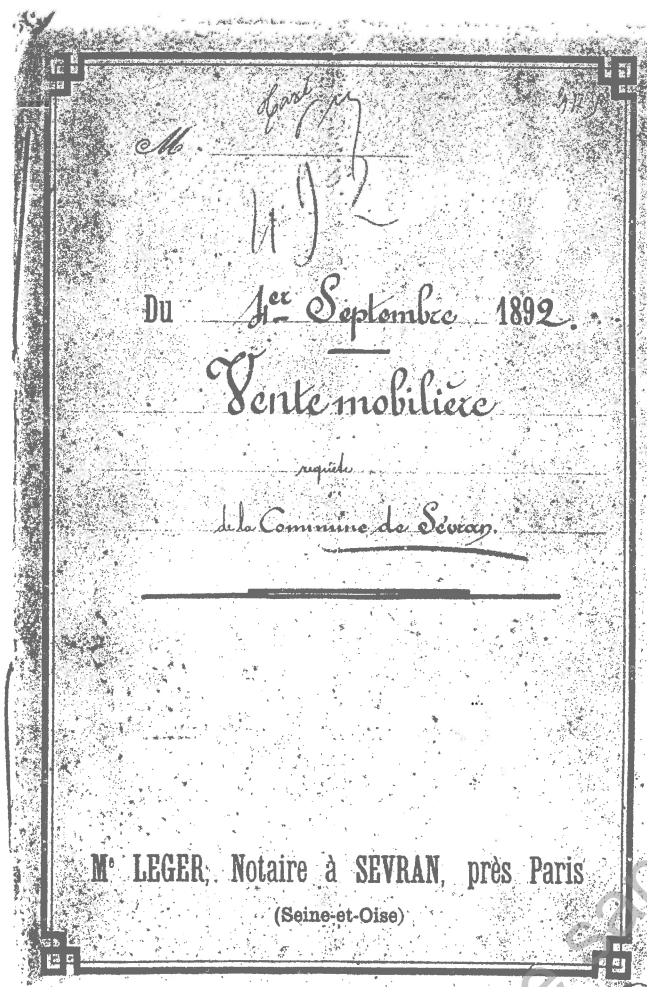 M
Du 1er Septembre 1892.
Vente mobilière
requête
de la Commune de Sévran.
Me LEGER, Notaire à SEVRAN, près Paris
(Seine-et-Oise)